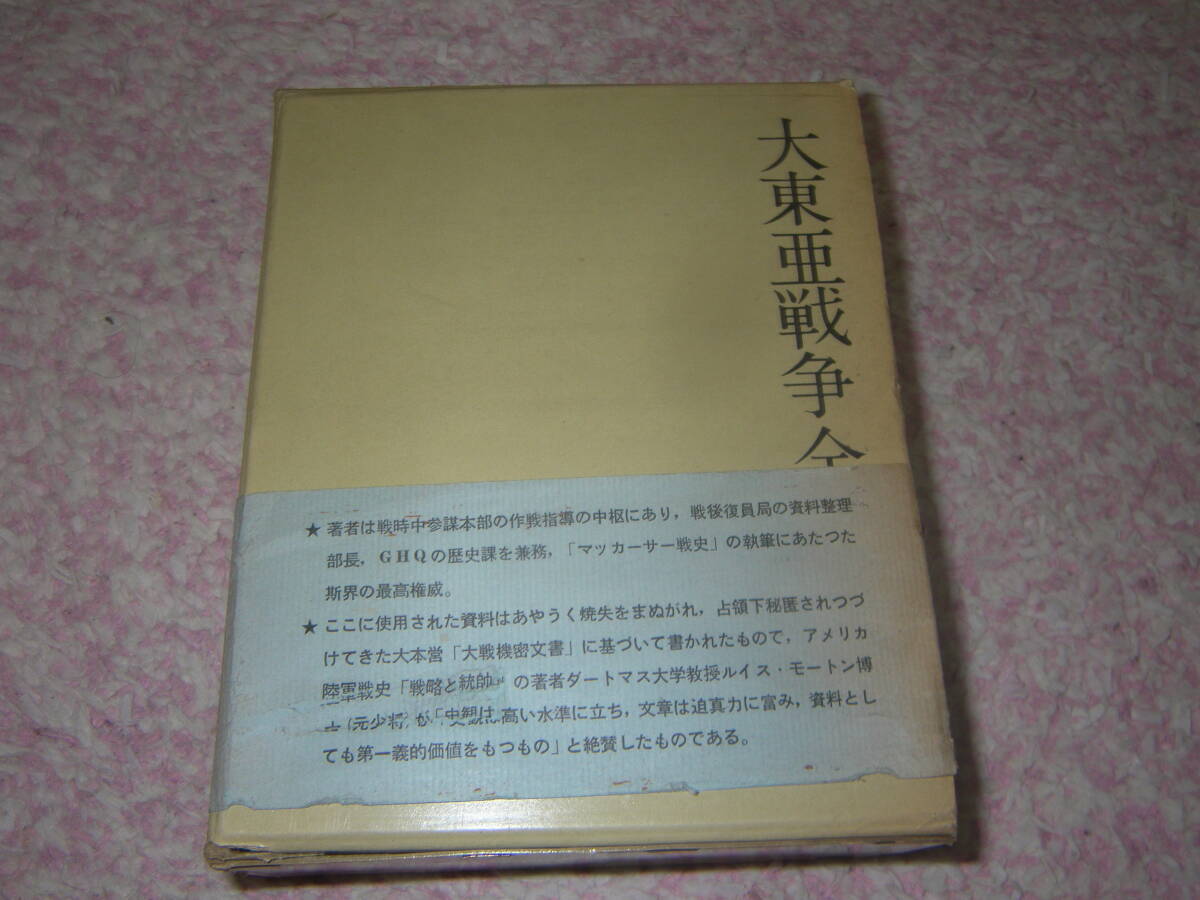 大東亜戦争全
★ 著者は戦時中参謀本部の作戦指導の中枢にあり，戦後復員局の資料整理
部長，GHQの歴史課を兼務，「マッカーサー戦史」の執筆にあたつた
斯界の最高権威。
★ ここに使用された資料はあやうく焼失をまぬがれ，占領下秘匿されつづ
けてきた大本営「大戦機密文書」に基づいて書かれたもので，アメリカ
陸軍戦史「戦略と統帥」の著者ダートマス大学教授ルイス・モートン博
士（元少将）が「史観は高い水準に立ち，文章は迫真力に富み，資料とし
ても第一義的価値をもつもの」と絶賛したものである。